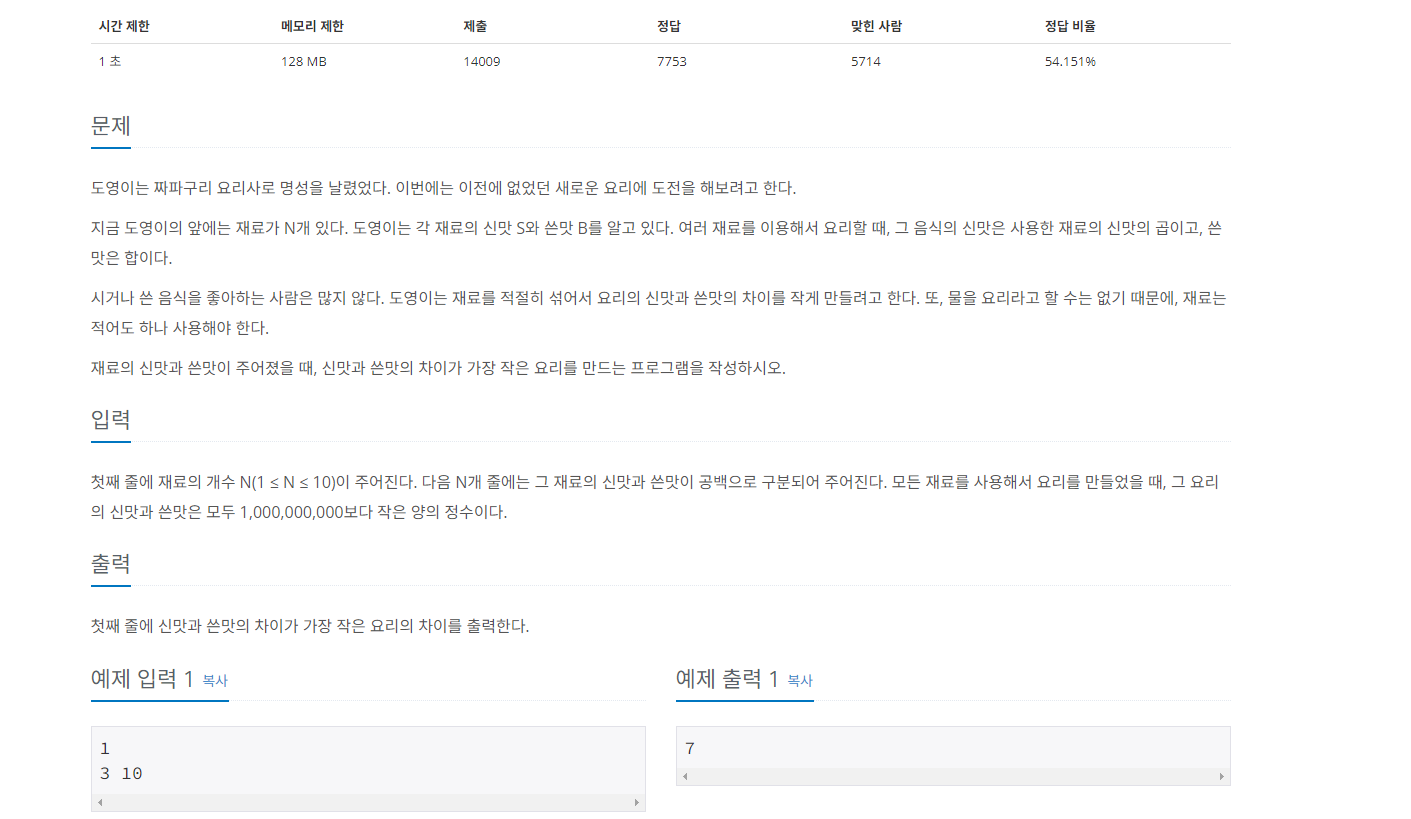 시간 제한 메모리 제한 제출 정답 맞힌 사람 정답 비율
1 초 128 MB 14009 7753 5714 54.151%
문제
도영이는 짜파구리 요리사로 명성을 날렸었다. 이번에는 이전에 없었던 새로운 요리에 도전을 해보려고 한다.
지금 도영이의 앞에는 재료가 N개 있다. 도영이는 각 재료의 신맛 S와 쓴맛 B를 알고 있다. 여러 재료를 이용해서 요리할 때, 그 음식의 신맛은 사용한 재료의 신맛의 곱이고, 쓴
맛은 합이다.
시거나 쓴 음식을 좋아하는 사람은 많지 않다. 도영이는 재료를 적절히 섞어서 요리의 신맛과 쓴맛의 차이를 작게 만들려고 한다. 또, 물을 요리라고 할 수는 없기 때문에, 재료는
적어도 하나 사용해야 한다.
재료의 신맛과 쓴맛이 주어졌을 때, 신맛과 쓴맛의 차이가 가장 작은 요리를 만드는 프로그램을 작성하시오.
입력
첫째 줄에 재료의 개수 N(1 ≤ N ≤ 10)이 주어진다. 다음 N개 줄에는 그 재료의 신맛과 쓴맛이 공백으로 구분되어 주어진다. 모든 재료를 사용해서 요리를 만들었을 때, 그 요리
의 신맛과 쓴맛은 모두 1,000,000,000보다 작은 양의 정수이다.
출력
첫째 줄에 신맛과 쓴맛의 차이가 가장 작은 요리의 차이를 출력한다.
예제 입력 1 복사
1
3 10
예제 출력 1 복사
7